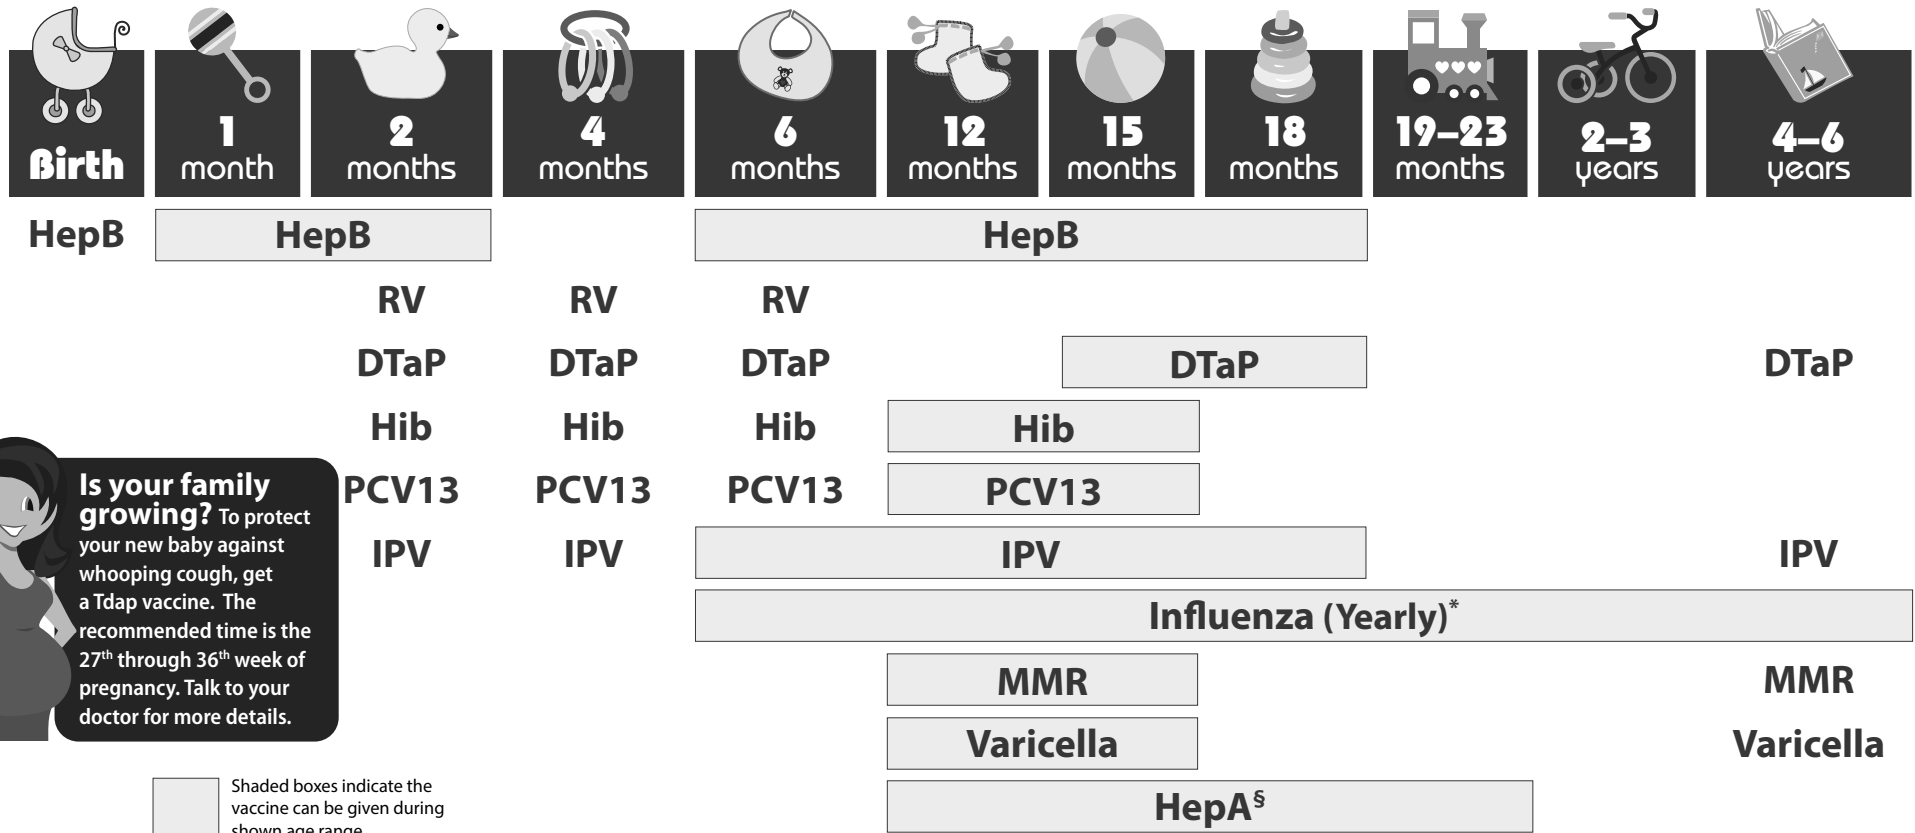 Birth
1
month
2
months
4
months
6
months
12
months
15
months
18
months
19–23
months
2–3
years
4–6
years
HepB HepB HepB
RV RV RV
DTaP DTaP DTaP DTaP DTaP
Hib Hib Hib Hib
PCV13 PCV13 PCV13 PCV13
IPV IPV IPV IPV
Influenza (Yearly)*
MMR MMR
Varicella Varicella
HepA§
Is your family
growing? To protect
your new baby against
whooping cough, get
a Tdap vaccine. The
recommended time is the
27th through 36th week of
pregnancy. Talk to your
doctor for more details.
Shaded boxes indicate the
vaccine can be given during
shown age range.